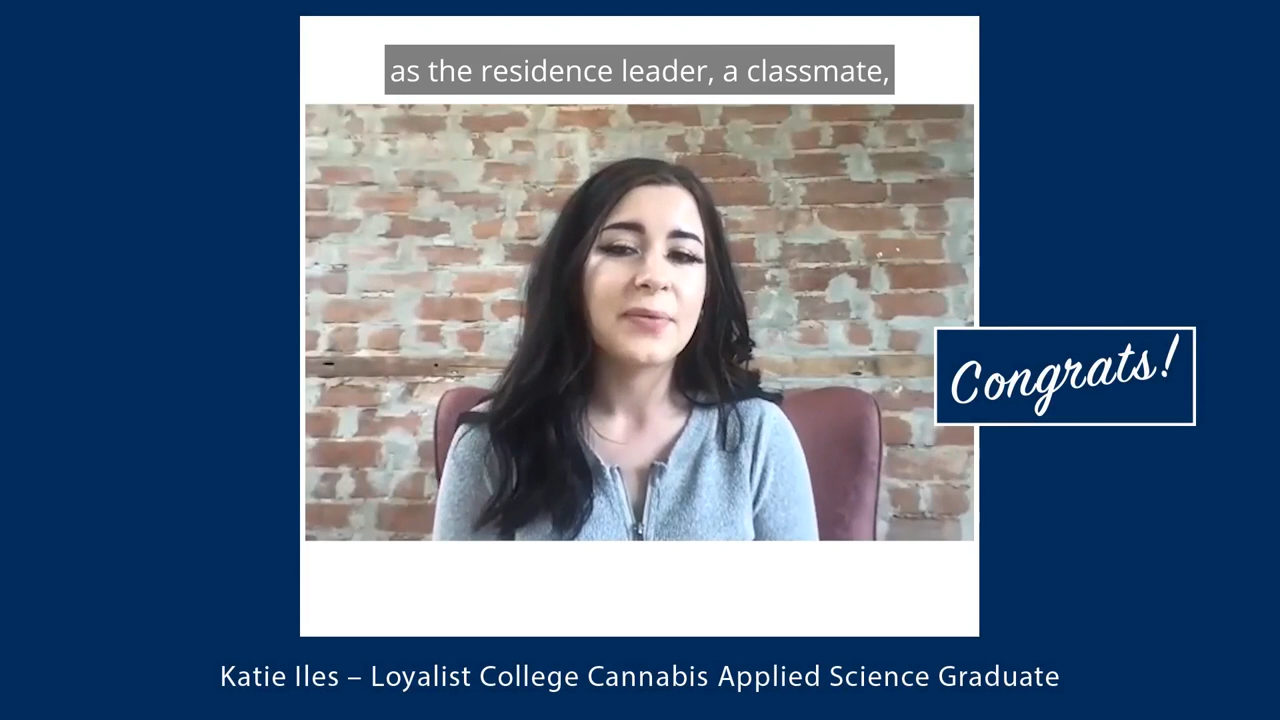 as the residence leader, a classmate,
Congrats!
Katie Iles – Loyalist College Cannabis Applied Science Graduate